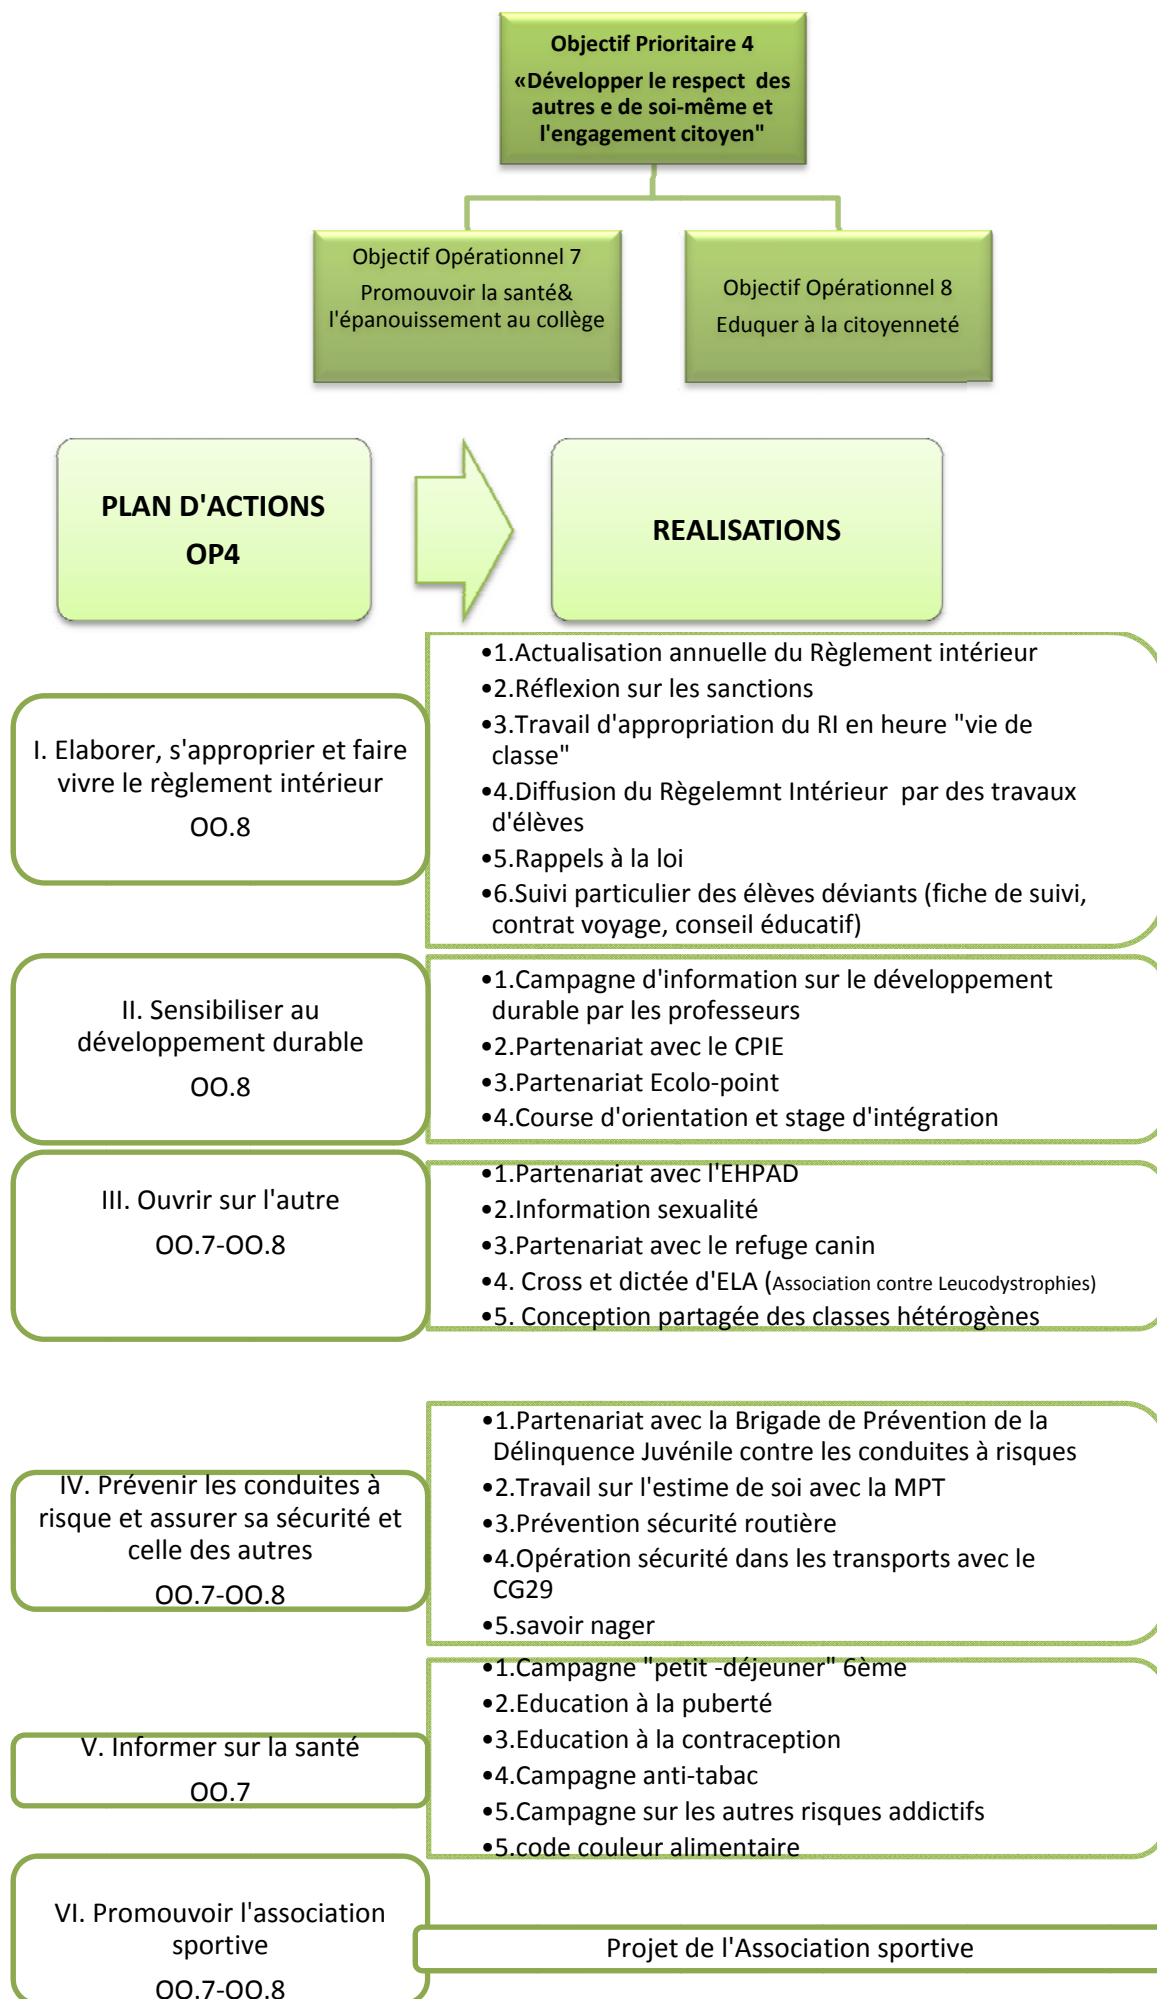 Objectif Prioritaire 4
«Développer le respect  des
autres e de soi-même et
l'engagement citoyen"
Objectif Opérationnel 7
Promouvoir la santé&
l'épanouissement au collège
Objectif Opérationnel 8
Eduquer à la citoyenneté
PLAN D'ACTIONS
OP4
REALISATIONS
I. Elaborer, s'approprier et faire
vivre le règlement intérieur
OO.8
•1.Actualisation annuelle du Règlement intérieur
•2.Réflexion sur les sanctions
•3.Travail d'appropriation du RI en heure "vie de
classe"
•4.Diffusion du Règelemnt Intérieur  par des travaux
d'élèves
•5.Rappels à la loi
•6.Suivi particulier des élèves déviants (fiche de suivi,
contrat voyage, conseil éducatif)
II. Sensibiliser au
développement durable
OO.8
•1.Campagne d'information sur le développement
durable par les professeurs
•2.Partenariat avec le CPIE
•3.Partenariat Ecolo-point
•4.Course d'orientation et stage d'intégration
III. Ouvrir sur l'autre
OO.7-OO.8
•1.Partenariat avec l'EHPAD
•2.Information sexualité
•3.Partenariat avec le refuge canin
•4. Cross et dictée d'ELA (Association contre Leucodystrophies)
•5. Conception partagée des classes hétérogènes
IV. Prévenir les conduites à
risque et assurer sa sécurité et
celle des autres
OO.7-OO.8
•1.Partenariat avec la Brigade de Prévention de la
Délinquence Juvénile contre les conduites à risques
•2.Travail sur l'estime de soi avec la MPT
•3.Prévention sécurité routière
•4.Opération sécurité dans les transports avec le
CG29
•5.savoir nager
V. Informer sur la santé
OO.7
•1.Campagne "petit -déjeuner" 6ème
•2.Education à la puberté
•3.Education à la contraception
•4.Campagne anti-tabac
•5.Campagne sur les autres risques addictifs
•5.code couleur alimentaire
VI. Promouvoir l'association
sportive
OO.7-OO.8
Projet de l'Association sportive